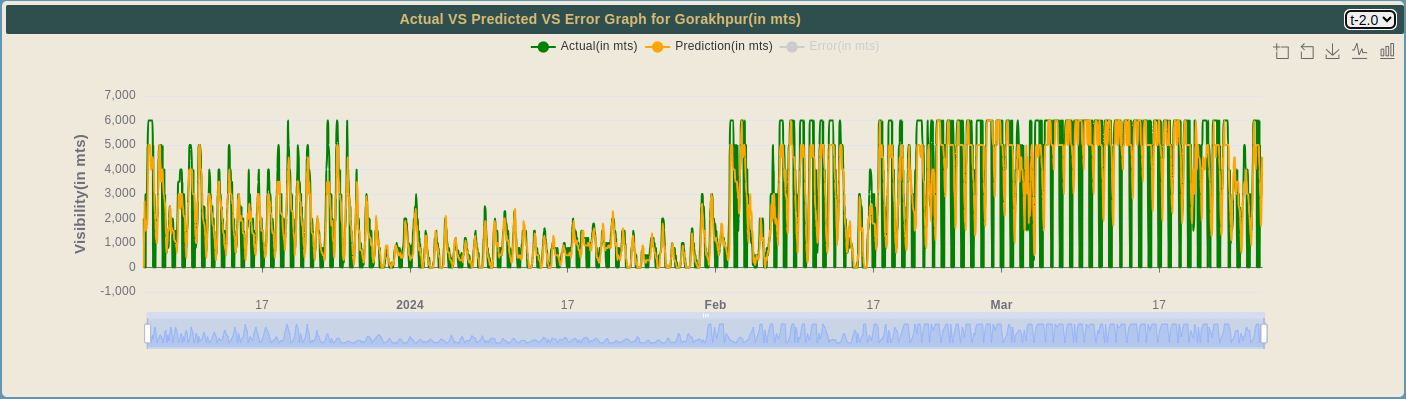 Actual VS Predicted VS Error Graph for Gorakhpur(in mts)
t-2.0
Actual(in mts) Prediction(in mts) Error(in mts)
Visibility(in mts)
7,000
6,000
5,000
4,000
3,000
2,000
1,000
0
-1,000
17 2024 17 Feb 17 Mar 17